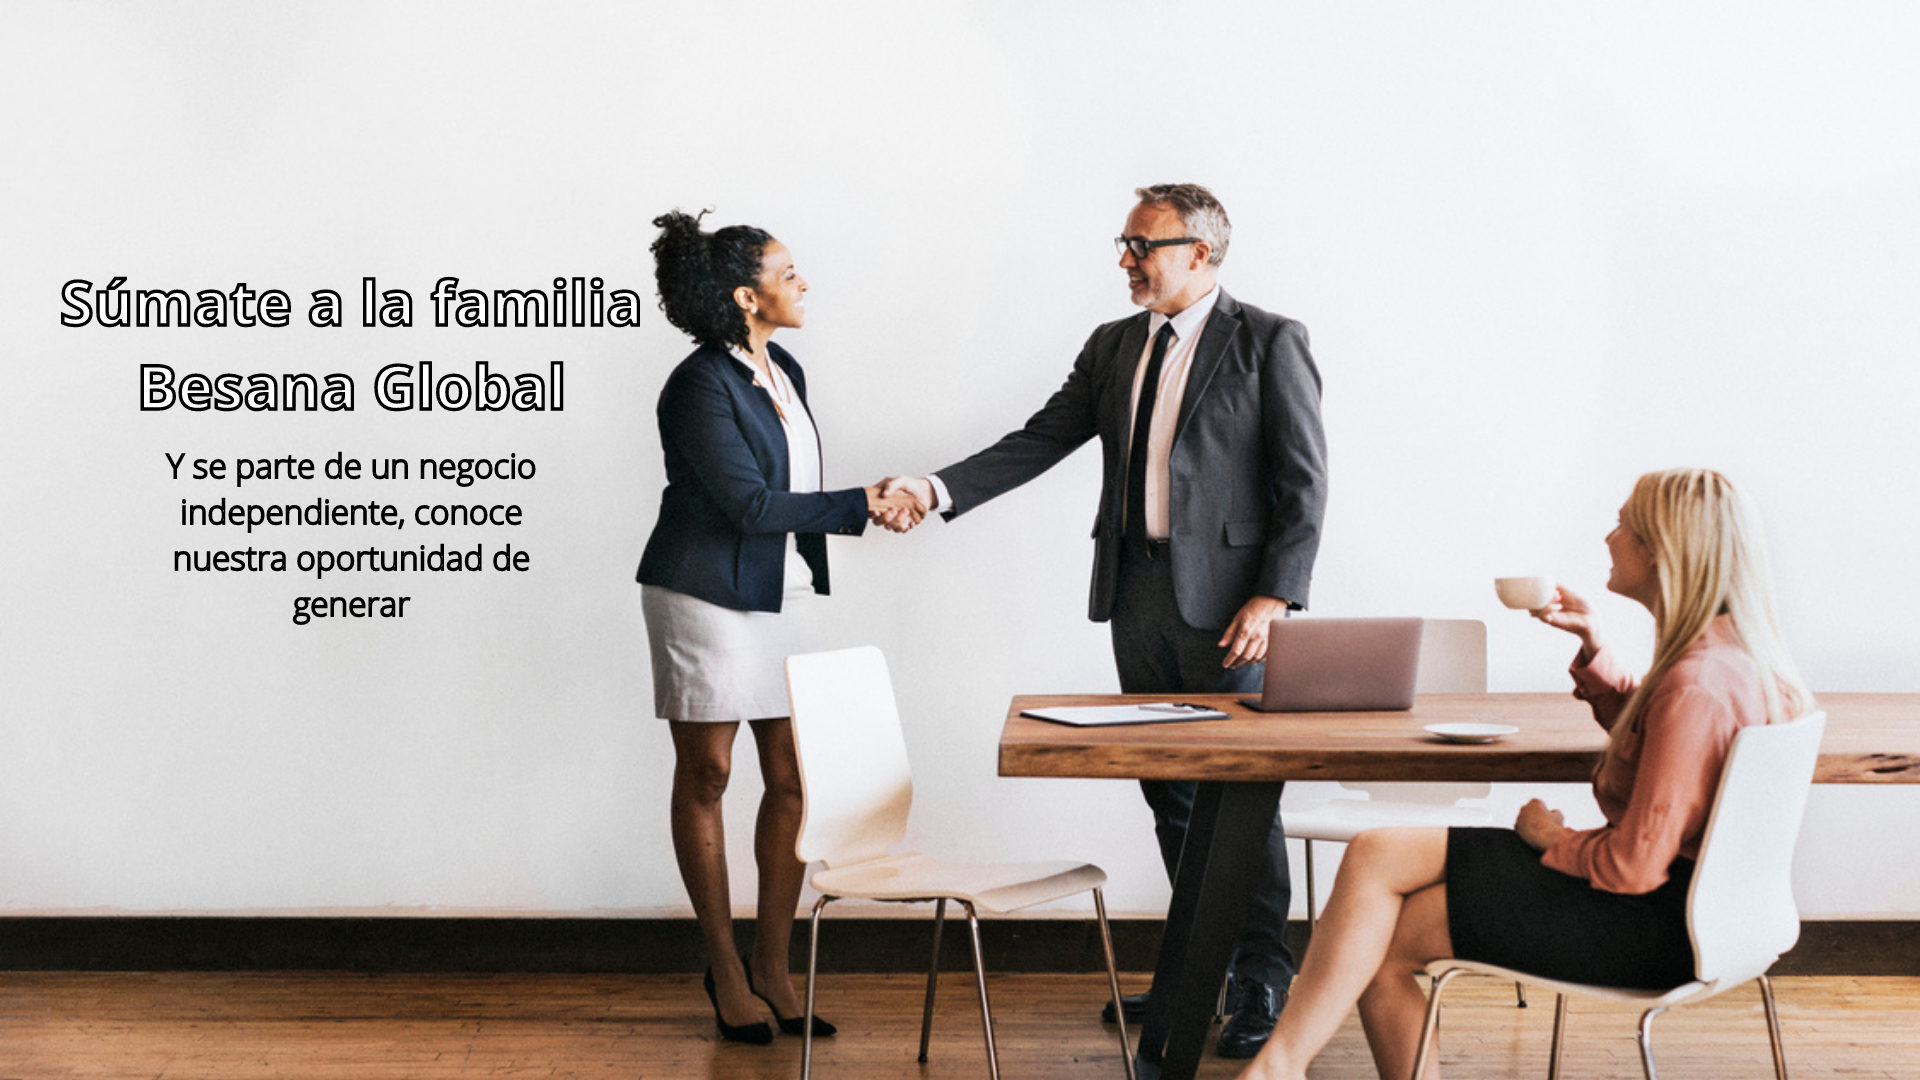 Súmate a la familia
Besana Global
Y se parte de un negocio
independiente, conoce
nuestra oportunidad de
generar